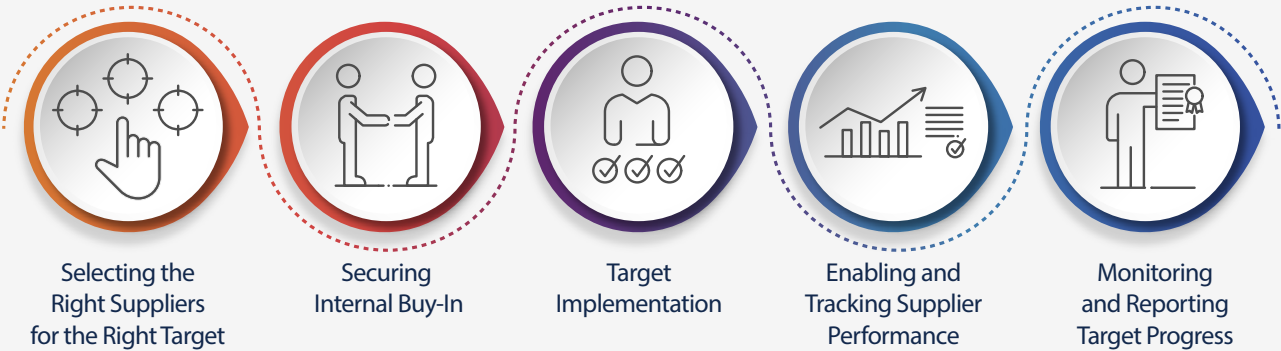 Selecting the
Right Suppliers
for the Right Target
Securing
Internal Buy-In
Target
Implementation
Enabling and
Tracking Supplier
Performance
Monitoring
and Reporting
Target Progress